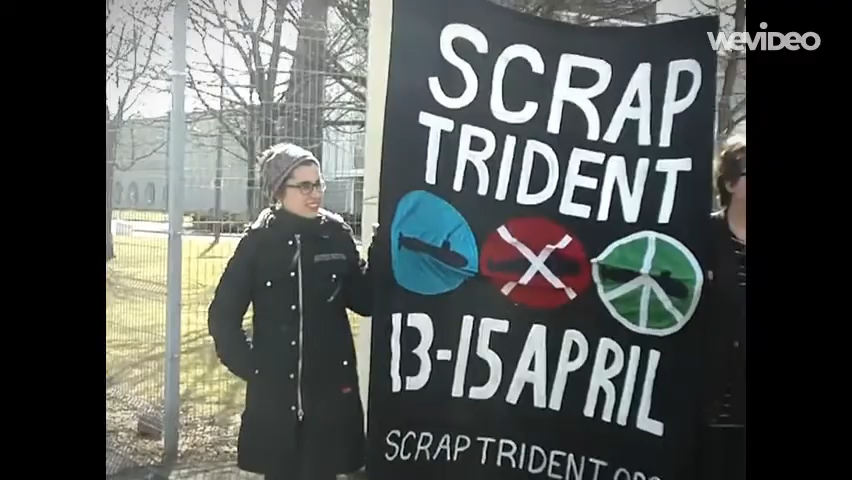 wevideo
SCRAP
TRIDENT
13-15 APRIL
SCRAPTRIDENT.ORG